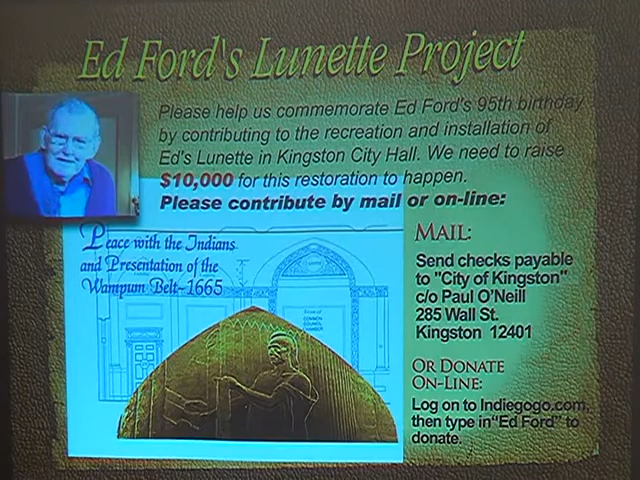 Ed Ford's Lunette Project
Please help us commemorate Ed Ford's 95th birthday
by contributing to the recreation and installation of
Ed's Lunette in Kingston City Hall. We need to raise
$10,000 for this restoration to happen.
Please contribute by mail or on-line:
Peace with the Indians
and Presentation of the
Wampum Belt~1665
COMMON
COUNCIL
CHAMBER
MAIL:
Send checks payable
to "City of Kingston"
c/o Paul O'Neill
285 Wall St.
Kingston 12401
OR DONATE
ON-LINE:
Log on to Indiegogo.com,
then type in"Ed Ford" to
donate.